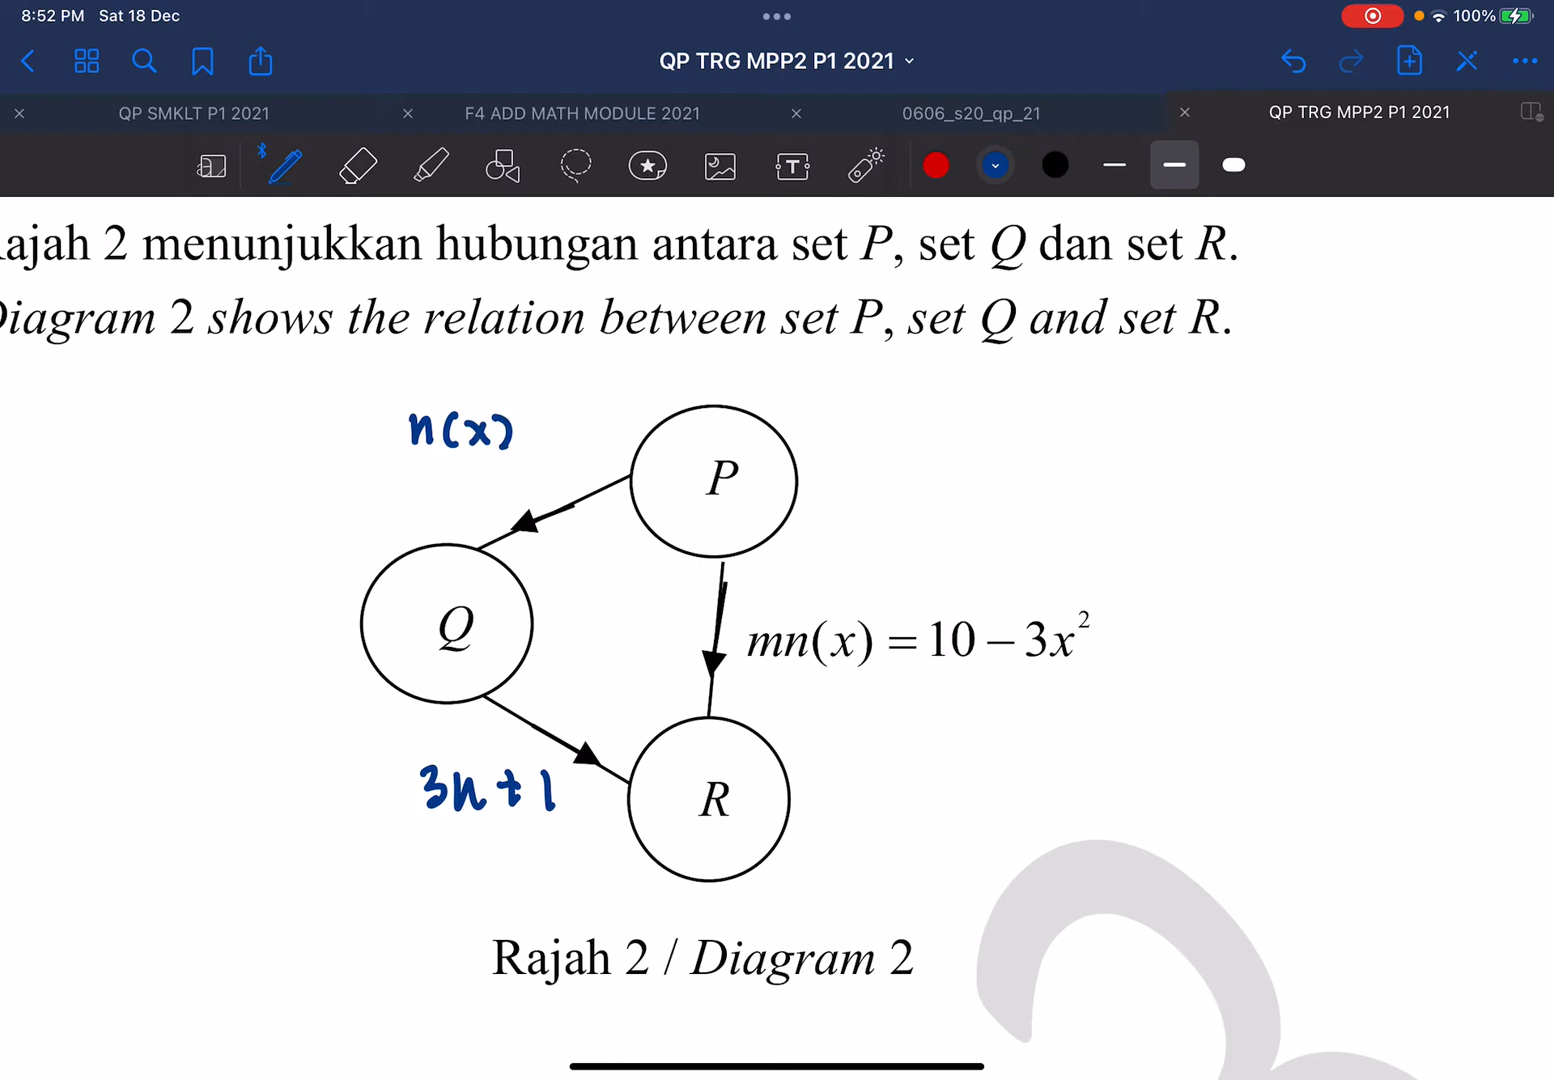 8:52 PM Sat 18 Dec
100%
QP TRG MPP2 P1 2021
QP SMKLT P1 2021
F4 ADD MATH MODULE 2021
0606_s20_qp_21
QP TRG MPP2 P1 2021
ajah 2 menunjukkan hubungan antara set P, set Q dan set R.
iagram 2 shows the relation between set P, set Q and set R.
n(x)
P
Q
mn(x) = 10 – 3x²
3n + 1
R
Rajah 2 / Diagram 2